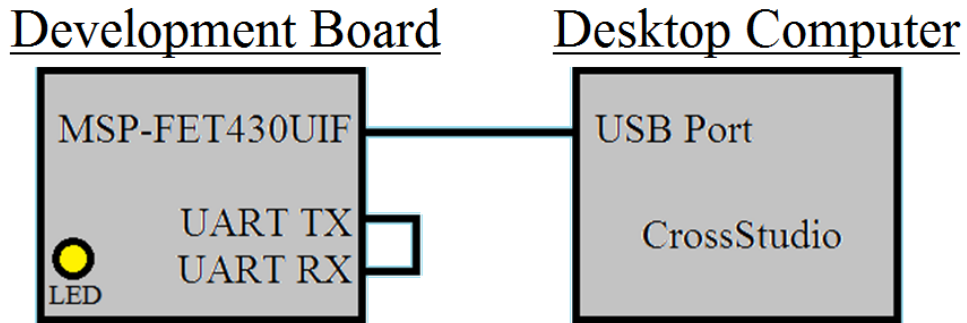 Development Board
Desktop Computer
MSP-FET430UIF
USB Port
UART TX
UART RX
CrossStudio
LED